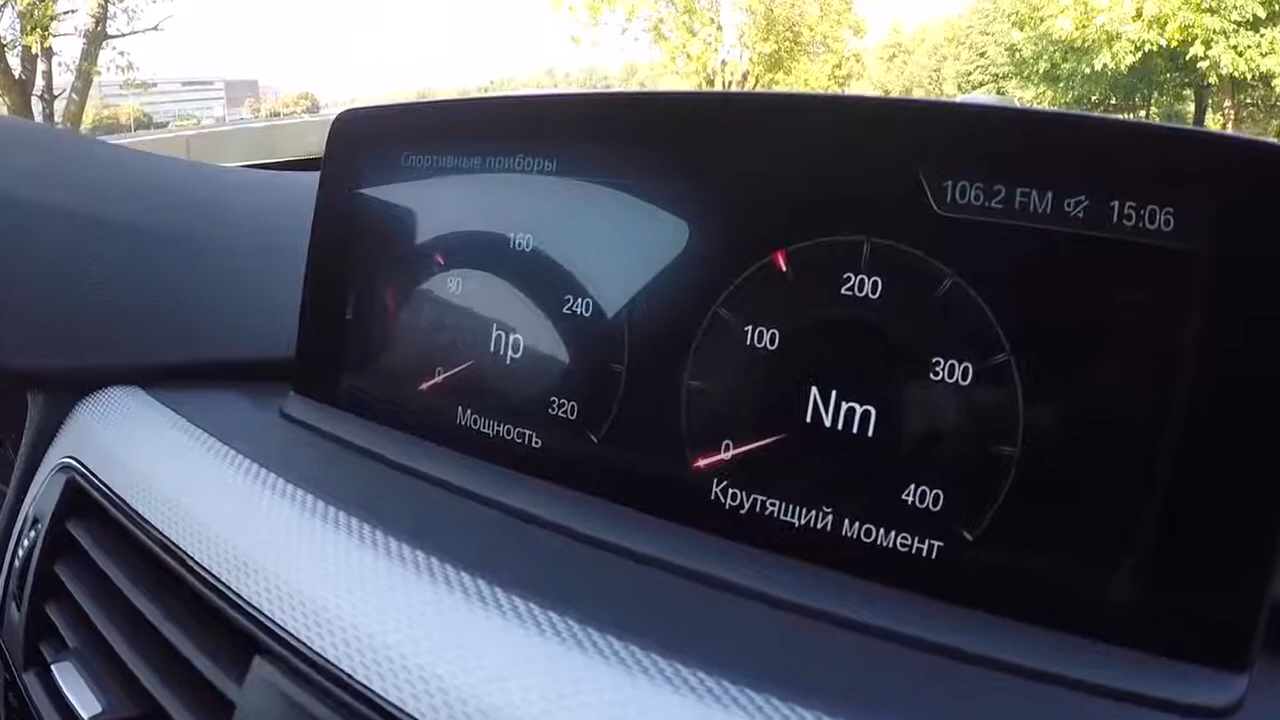 Спортивные приборы
106.2 FM 15:06
160
80
240
hp
0
320
Мощность
200
100
300
Nm
0
400
Крутящий момент